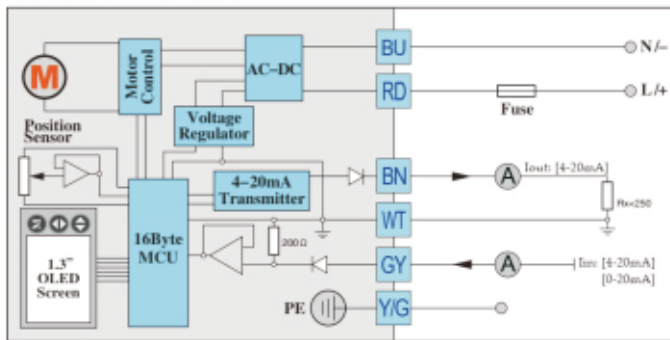 M
Motor
Control
AC-DC
BU
N/-
RD
L/+
Fuse
Voltage
Regulator
Position
Sensor
4-20mA
Transmitter
BN
Iout: [4-20mA]
Rx=250
WT
16Byte
MCU
200Ω
GY
A
A
[4-20mA]
[0-20mA]
1.3"
OLED
Screen
PE
Y/G